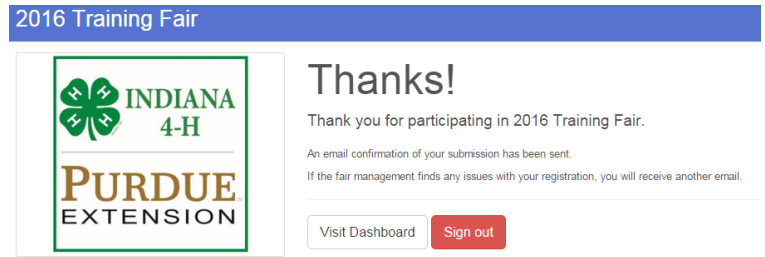 2016 Training Fair
H H H H
INDIANA
4-H
PURDUE
EXTENSION
Thanks!
Thank you for participating in 2016 Training Fair.
An email confirmation of your submission has been sent.
If the fair management finds any issues with your registration, you will receive another email.
Visit Dashboard
Sign out